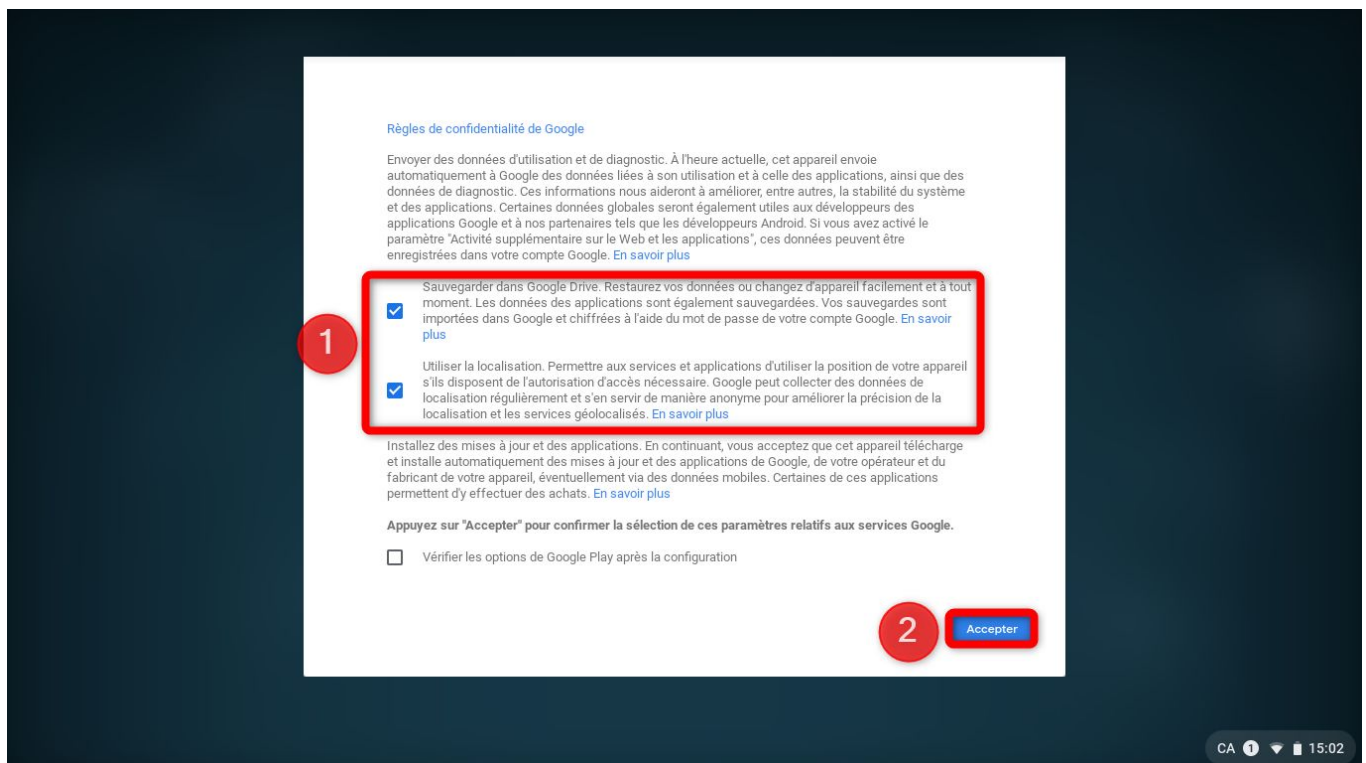 Règles de confidentialité de Google
Envoyer des données d'utilisation et de diagnostic. À l'heure actuelle, cet appareil envoie
automatiquement à Google des données liées à son utilisation et à celle des applications, ainsi que des
données de diagnostic. Ces informations nous aideront à améliorer, entre autres, la stabilité du système
et des applications. Certaines données globales seront également utiles aux développeurs des
applications Google et à nos partenaires tels que les développeurs Android. Si vous avez activé le
paramètre "Activité supplémentaire sur le Web et les applications", ces données peuvent être
enregistrées dans votre compte Google. En savoir plus
Sauvegarder dans Google Drive. Restaurez vos données ou changez d'appareil facilement et à tout
moment. Les données des applications sont également sauvegardées. Vos sauvegardes sont
importées dans Google et chiffrées à l'aide du mot de passe de votre compte Google. En savoir
plus
1
Utiliser la localisation. Permettre aux services et applications d'utiliser la position de votre appareil
s'ils disposent de l'autorisation d'accès nécessaire. Google peut collecter des données de
localisation régulièrement et s'en servir de manière anonyme pour améliorer la précision de la
localisation et les services géolocalisés. En savoir plus
Installez des mises à jour et des applications. En continuant, vous acceptez que cet appareil télécharge
et installe automatiquement des mises à jour et des applications de Google, de votre opérateur et du
fabricant de votre appareil, éventuellement via des données mobiles. Certaines de ces applications
permettent d'y effectuer des achats. En savoir plus
Appuyez sur "Accepter" pour confirmer la sélection de ces paramètres relatifs aux services Google.
Vérifier les options de Google Play après la configuration
2
Accepter
CA 1 15:02